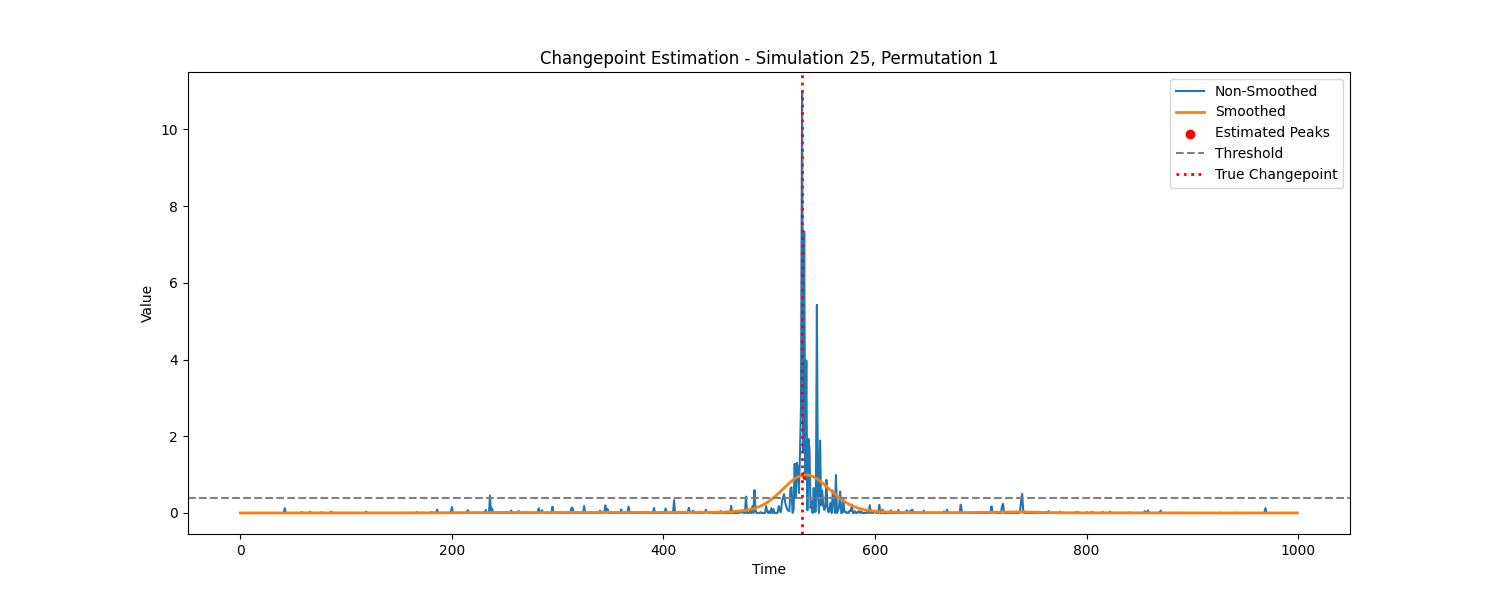 Changepoint Estimation - Simulation 25, Permutation 1
Non-Smoothed
Smoothed
Estimated Peaks
Threshold
True Changepoint
10
8
6
4
2
0
Value
0 200 400 600 800 1000
Time